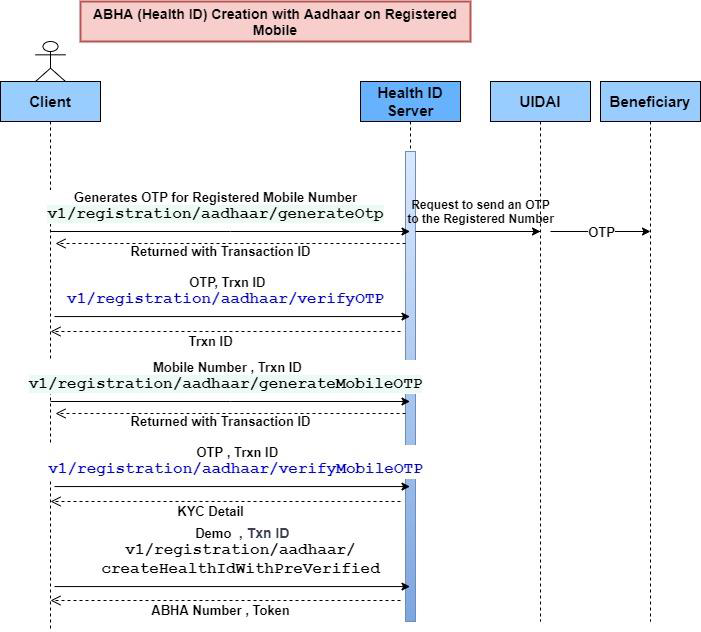 ABHA (Health ID) Creation with Aadhaar on Registered
Mobile
Client
Health ID
Server
UIDAI
Beneficiary
Generates OTP for Registered Mobile Number
v1/registration/aadhaar/generateOtp
Request to send an OTP
to the Registered Number
OTP
Returned with Transaction ID
OTP, Trxn ID
v1/registration/aadhaar/verifyOTP
Trxn ID
Mobile Number , Trxn ID
v1/registration/aadhaar/generateMobileOTP
Returned with Transaction ID
OTP , Trxn ID
v1/registration/aadhaar/verifyMobileOTP
KYC Detail
Demo , Txn ID
v1/registration/aadhaar/
createHealthIdWithPreVerified
ABHA Number , Token